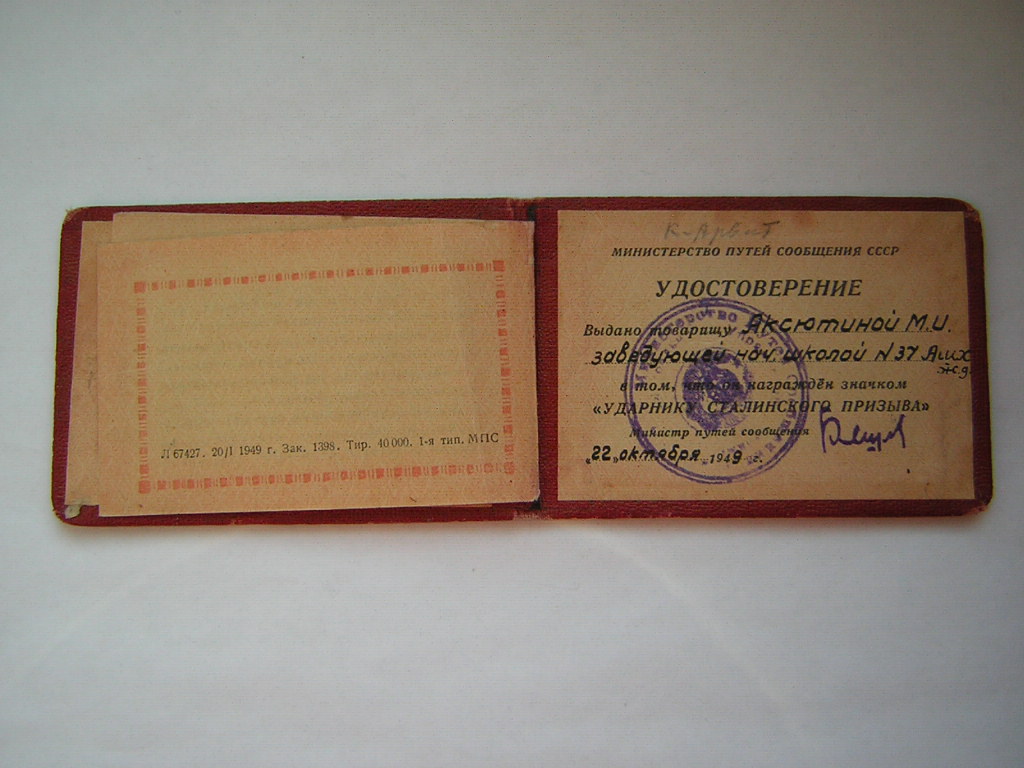 Л 67427. 20/I 1949 г. Зак. 1398. Тир. 40 000. 1-я тип. МПС
МИНИСТЕРСТВО ПУТЕЙ СООБЩЕНИЯ СССР
УДОСТОВЕРЕНИЕ
Выдано товарищу Аксютиной М.И.
заведующей нач. школой N 37 Ашх
ж.д.
в том, что он награждён значком
«УДАРНИКУ СТАЛИНСКОГО ПРИЗЫВА»
Министр путей сообщения
«22» октября 1949 г.